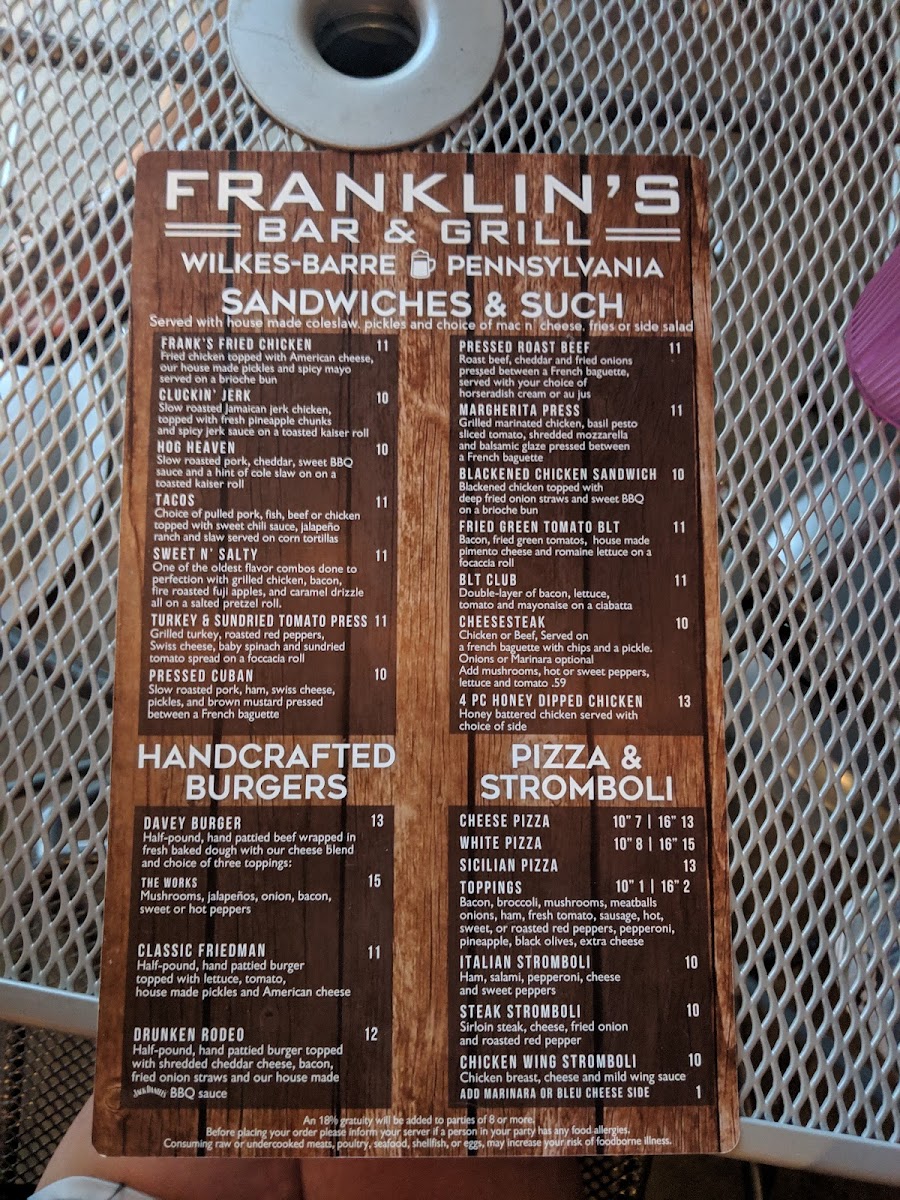 FRANKLIN'S
BAR & GRILL
WILKES-BARRE PENNSYLVANIA
SANDWICHES & SUCH
Served with house made coleslaw, pickles and choice of mac n' cheese, fries or side salad
FRANK'S FRIED CHICKEN 11
Fried chicken topped with American cheese,
our house made pickles and spicy mayo
served on a brioche bun
CLUCKIN' JERK 10
Slow roasted Jamaican jerk chicken,
topped with fresh pineapple chunks
and spicy jerk sauce on a toasted kaiser roll
HOG HEAVEN 10
Slow roasted pork, cheddar, sweet BBQ
sauce and a hint of cole slaw on on a
toasted kaiser roll
TACOS 11
Choice of pulled pork, fish, beef or chicken
topped with sweet chili sauce, jalapeño
ranch and slaw served on corn tortillas
SWEET N' SALTY 11
One of the oldest flavor combos done to
perfection with grilled chicken, bacon,
fire roasted fuji apples, and caramel drizzle
all on a salted pretzel roll.
TURKEY & SUNDRIED TOMATO PRESS 11
Grilled turkey, roasted red peppers,
Swiss cheese, baby spinach and sundried
tomato spread on a foccacia roll
PRESSED CUBAN 10
Slow roasted pork, ham, swiss cheese,
pickles, and brown mustard pressed
between a French baguette
PRESSED ROAST BEEF 11
Roast beef, cheddar and fried onions
pressed between a French baguette,
served with your choice of
horseradish cream or au jus
MARGHERITA PRESS 11
Grilled marinated chicken, basil pesto
sliced tomato, shredded mozzarella
and balsamic glaze pressed between
a French baguette
BLACKENED CHICKEN SANDWICH 10
Blackened chicken topped with
deep fried onion straws and sweet BBQ
on a brioche bun
FRIED GREEN TOMATO BLT 11
Bacon, fried green tomatoes, house made
pimento cheese and romaine lettuce on a
focaccia roll
BLT CLUB 11
Double-layer of bacon, lettuce,
tomato and mayonaise on a ciabatta
CHEESESTEAK 10
Chicken or Beef, Served on
a french baguette with chips and a pickle.
Onions or Marinara optional
Add mushrooms, hot or sweet peppers,
lettuce and tomato .59
4 PC HONEY DIPPED CHICKEN 13
Honey battered chicken served with
choice of side
HANDCRAFTED
BURGERS
DAVEY BURGER 13
Half-pound, hand pattied beef wrapped in
fresh baked dough with our cheese blend
and choice of three toppings:
THE WORKS 15
Mushrooms, jalapeños, onion, bacon,
sweet or hot peppers
CLASSIC FRIEDMAN 11
Half-pound, hand pattied burger
topped with lettuce, tomato,
house made pickles and American cheese
DRUNKEN RODEO 12
Half-pound, hand pattied burger topped
with shredded cheddar cheese, bacon,
fried onion straws and our house made
JACK DANIEL'S BBQ sauce
PIZZA &
STROMBOLI
CHEESE PIZZA 10" 7 | 16" 13
WHITE PIZZA 10" 8 | 16" 15
SICILIAN PIZZA 13
TOPPINGS 10" 1 | 16" 2
Bacon, broccoli, mushrooms, meatballs
onions, ham, fresh tomato, sausage, hot,
sweet, or roasted red peppers, pepperoni,
pineapple, black olives, extra cheese
ITALIAN STROMBOLI 10
Ham, salami, pepperoni, cheese
and sweet peppers
STEAK STROMBOLI 10
Sirloin steak, cheese, fried onion
and roasted red pepper
CHICKEN WING STROMBOLI 10
Chicken breast, cheese and mild wing sauce
ADD MARINARA OR BLEU CHEESE SIDE 1
An 18% gratuity will be added to parties of 8 or more.
Before placing your order please inform your server if a person in your party has any food allergies.
Consuming raw or undercooked meats, poultry, seafood, shellfish, or eggs, may increase your risk of foodborne illness.